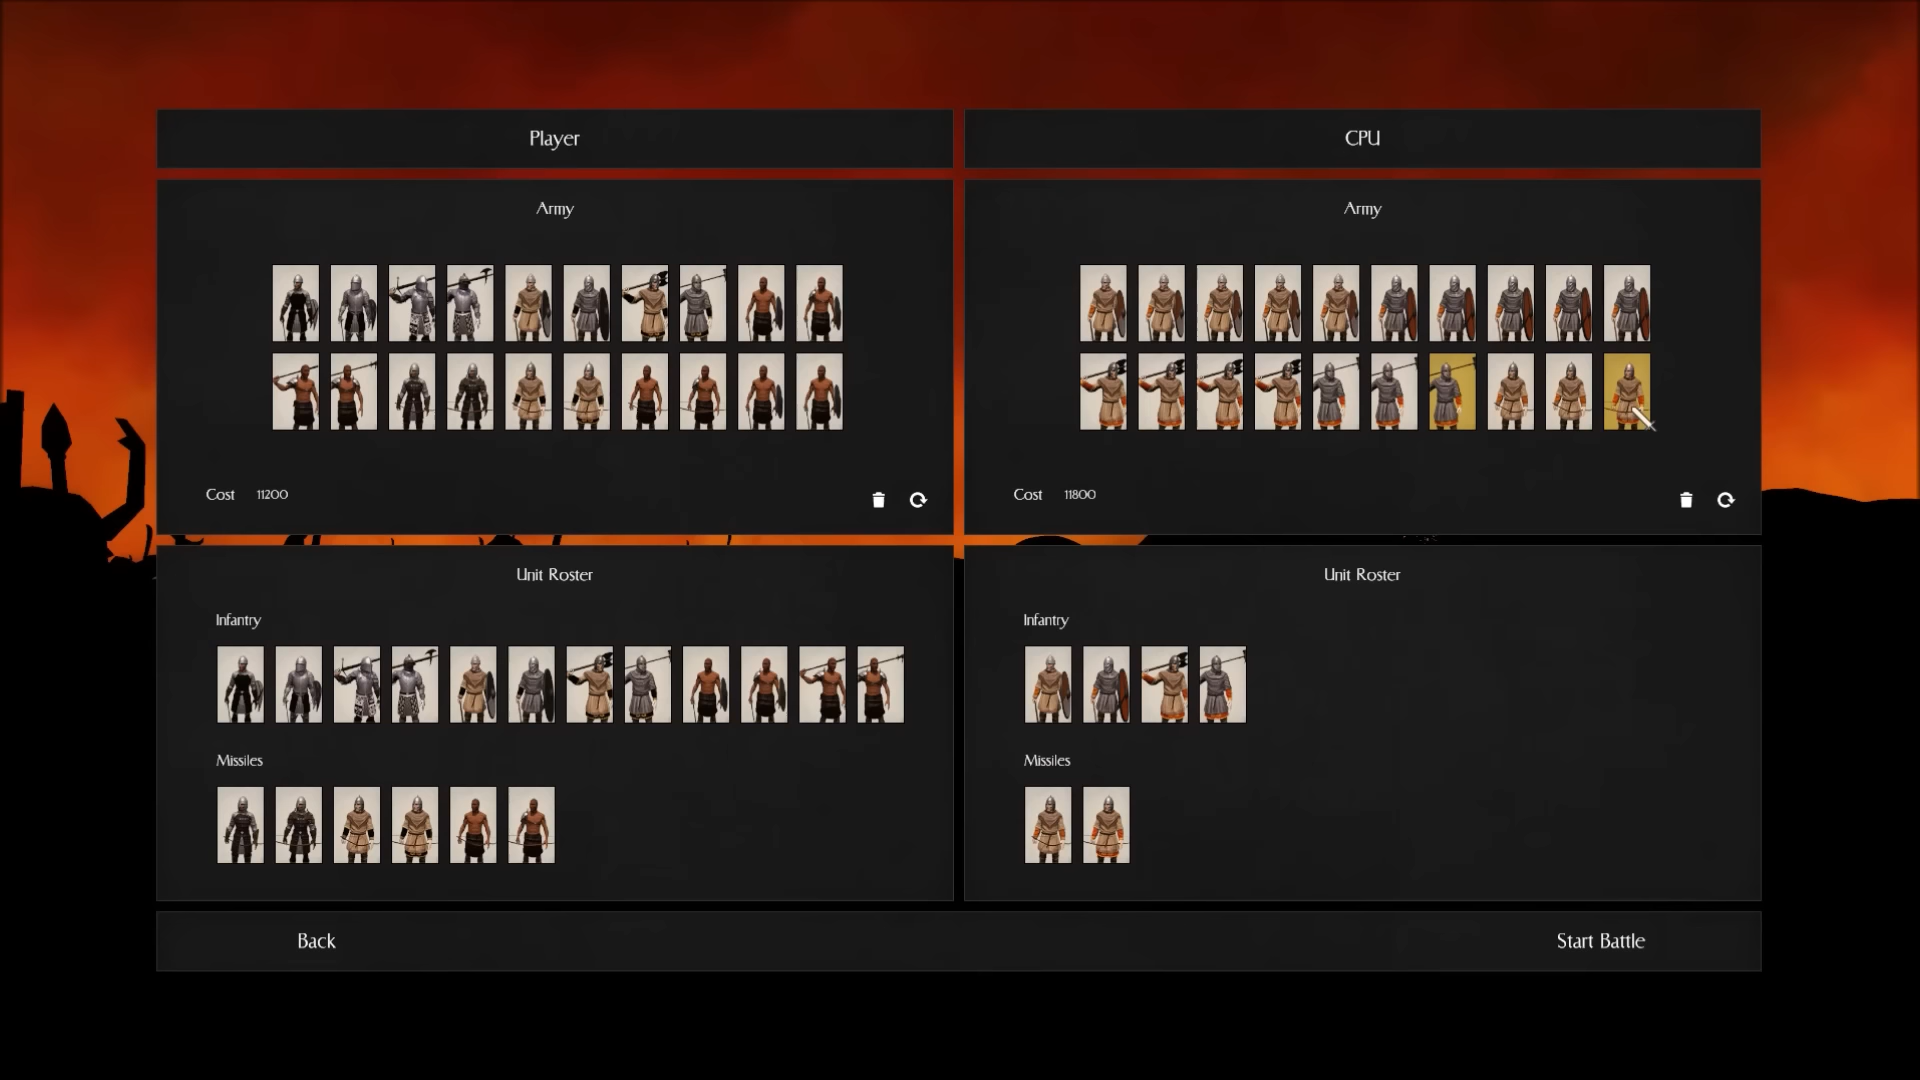 Player
CPU
Army
Army
Cost 11200
Cost 11800
Unit Roster
Unit Roster
Infantry
Infantry
Missiles
Missiles
Back
Start Battle